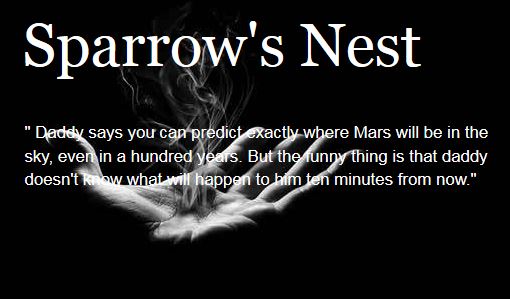 Sparrow's Nest
" Daddy says you can predict exactly where Mars will be in the
sky, even in a hundred years. But the funny thing is that daddy
doesn't know what will happen to him ten minutes from now."